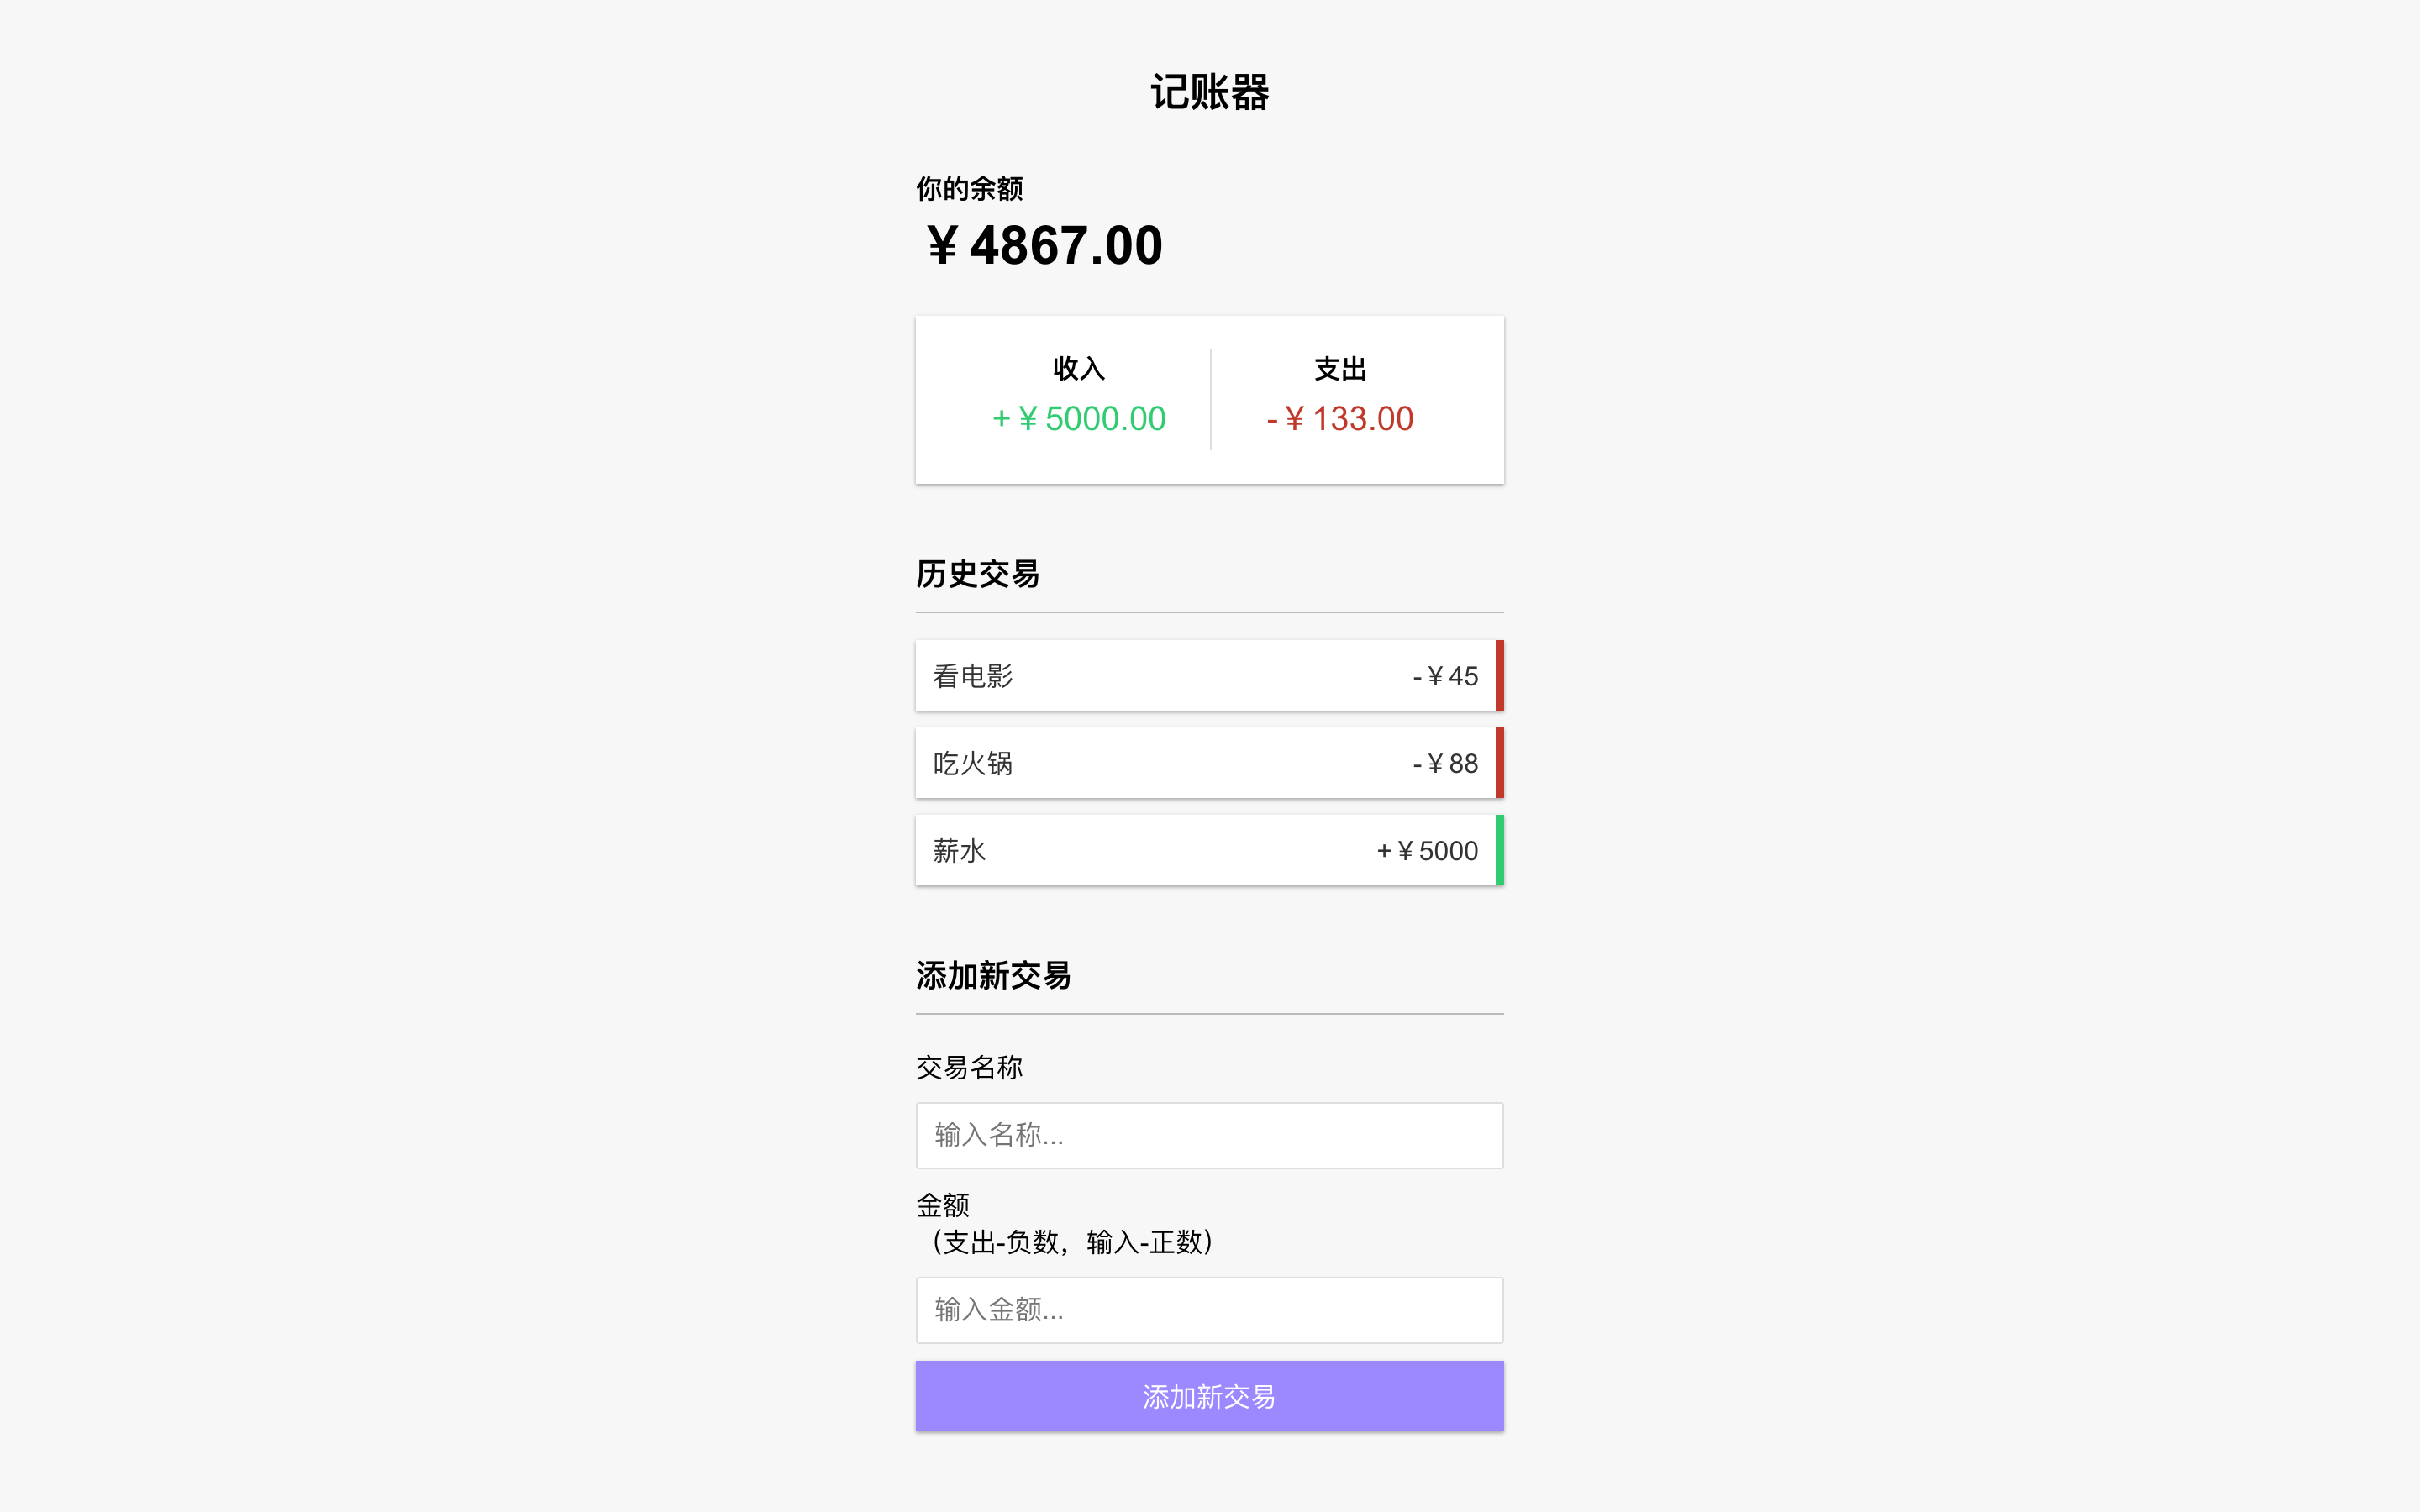 记账器
你的余额
￥4867.00
收入
支出
+￥5000.00
-￥133.00
历史交易
看电影
-￥45
吃火锅
-￥88
薪水
+￥5000
添加新交易
交易名称
输入名称...
金额
（支出-负数，输入-正数）
输入金额...
添加新交易